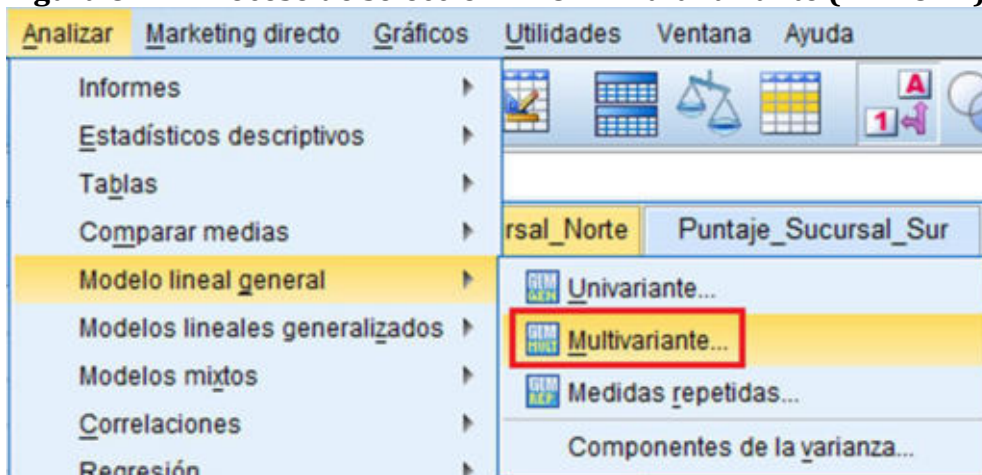 Analizar Marketing directo Gráficos Utilidades Ventana Ayuda
Informes
Estadísticos descriptivos
Tablas
Comparar medias
rsal_Norte Puntaje_Sucursal_Sur
Modelo lineal general
Univariante...
Modelos lineales generalizados
Multivariante...
Modelos mixtos
Medidas repetidas...
Correlaciones
Componentes de la varianza...
Regresión